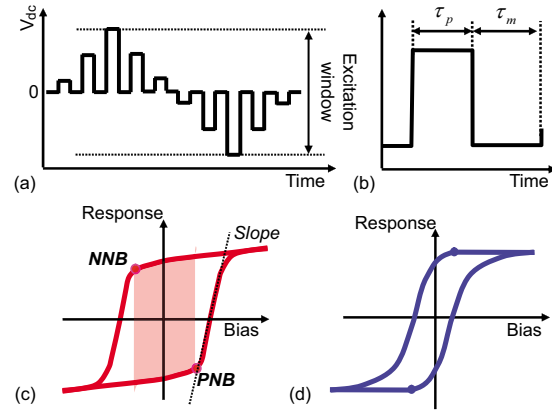 (a)
V_dc
0
Time
Excitation
window
(b)
τ_p
τ_m
Time
(c)
Response
Slope
NNB
Bias
PNB
(d)
Response
Bias